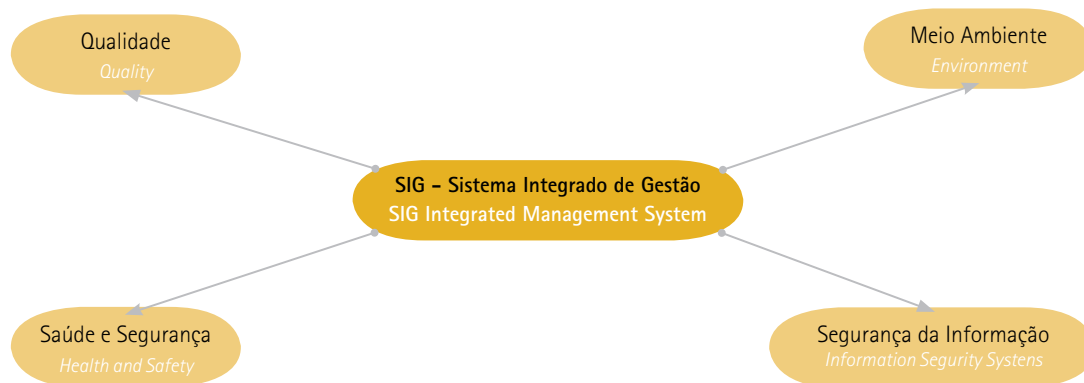 Qualidade
Quality
Meio Ambiente
Environment
SIG - Sistema Integrado de Gestão
SIG Integrated Management System
Saúde e Segurança
Health and Safety
Segurança da Informação
Information Segurity Systens